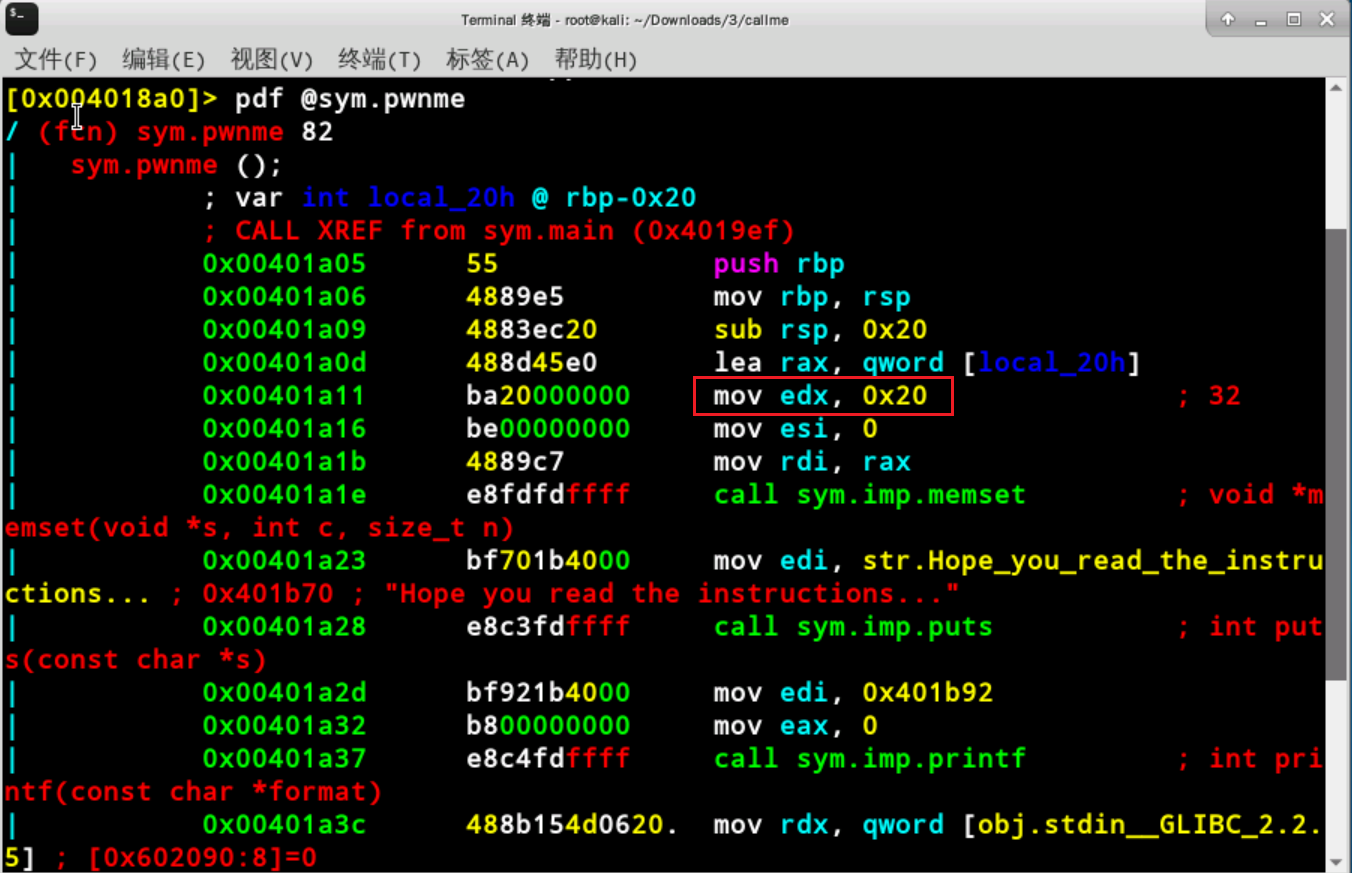 Terminal 终端 - root@kali: ~/Downloads/3/callme
文件(F) 编辑(E) 视图(V) 终端(T) 标签(A) 帮助(H)
[0x004018a0]> pdf @sym.pwnme
/ (fcn) sym.pwnme 82
|   sym.pwnme ();
|           ; var int local_20h @ rbp-0x20
|           ; CALL XREF from sym.main (0x4019ef)
|           0x00401a05      55             push rbp
|           0x00401a06      4889e5         mov rbp, rsp
|           0x00401a09      4883ec20       sub rsp, 0x20
|           0x00401a0d      488d45e0       lea rax, qword [local_20h]
|           0x00401a11      ba20000000     mov edx, 0x20               ; 32
|           0x00401a16      be00000000     mov esi, 0
|           0x00401a1b      4889c7         mov rdi, rax
|           0x00401a1e      e8fdfdffff     call sym.imp.memset         ; void *m
emset(void *s, int c, size_t n)
|           0x00401a23      bf701b4000     mov edi, str.Hope_you_read_the_instru
ctions... ; 0x401b70 ; "Hope you read the instructions..."
|           0x00401a28      e8c3fdffff     call sym.imp.puts           ; int put
s(const char *s)
|           0x00401a2d      bf921b4000     mov edi, 0x401b92
|           0x00401a32      b800000000     mov eax, 0
|           0x00401a37      e8c4fdffff     call sym.imp.printf         ; int pri
ntf(const char *format)
|           0x00401a3c      488b154d0620.  mov rdx, qword [obj.stdin__GLIBC_2.2.
5] ; [0x602090:8]=0